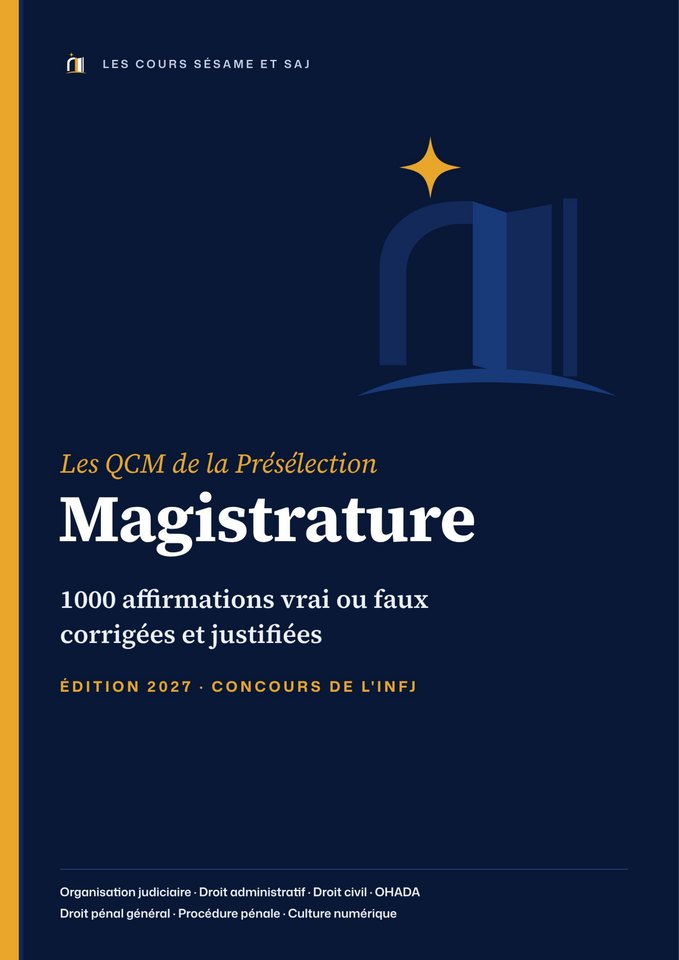 LES COURS SÉSAME ET SAJ
Les QCM de la Présélection
Magistrature
1000 affirmations vrai ou faux
corrigées et justifiées
ÉDITION 2027 · CONCOURS DE L'INFJ
Organisation judiciaire · Droit administratif · Droit civil · OHADA
Droit pénal général · Procédure pénale · Culture numérique